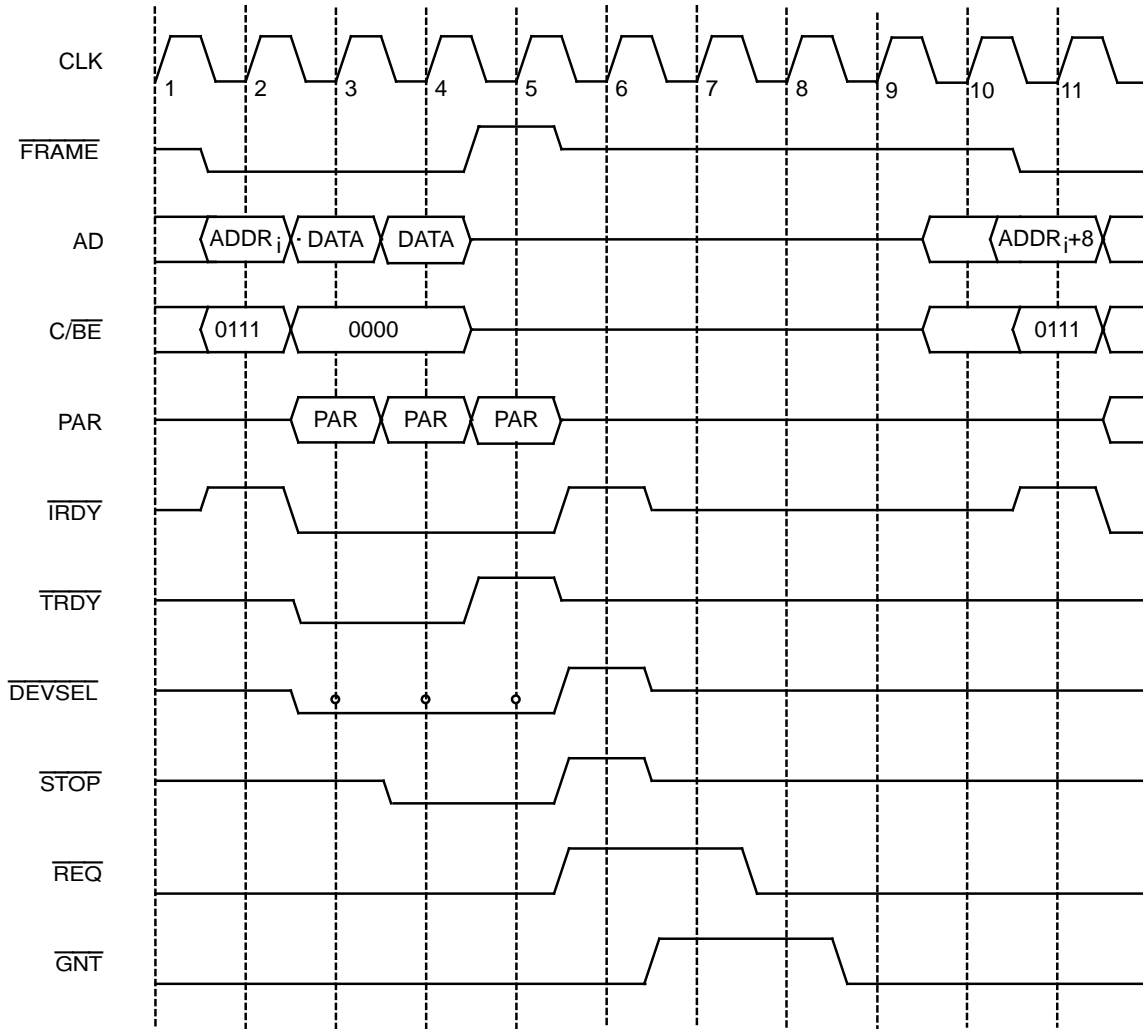 CLK
1 2 3 4 5 6 7 8 9 10 11
FRAME
AD
ADDRi DATA DATA ADDRi+8
C/BE
0111 0000 0111
PAR
PAR PAR PAR
IRDY
TRDY
DEVSEL
STOP
REQ
GNT